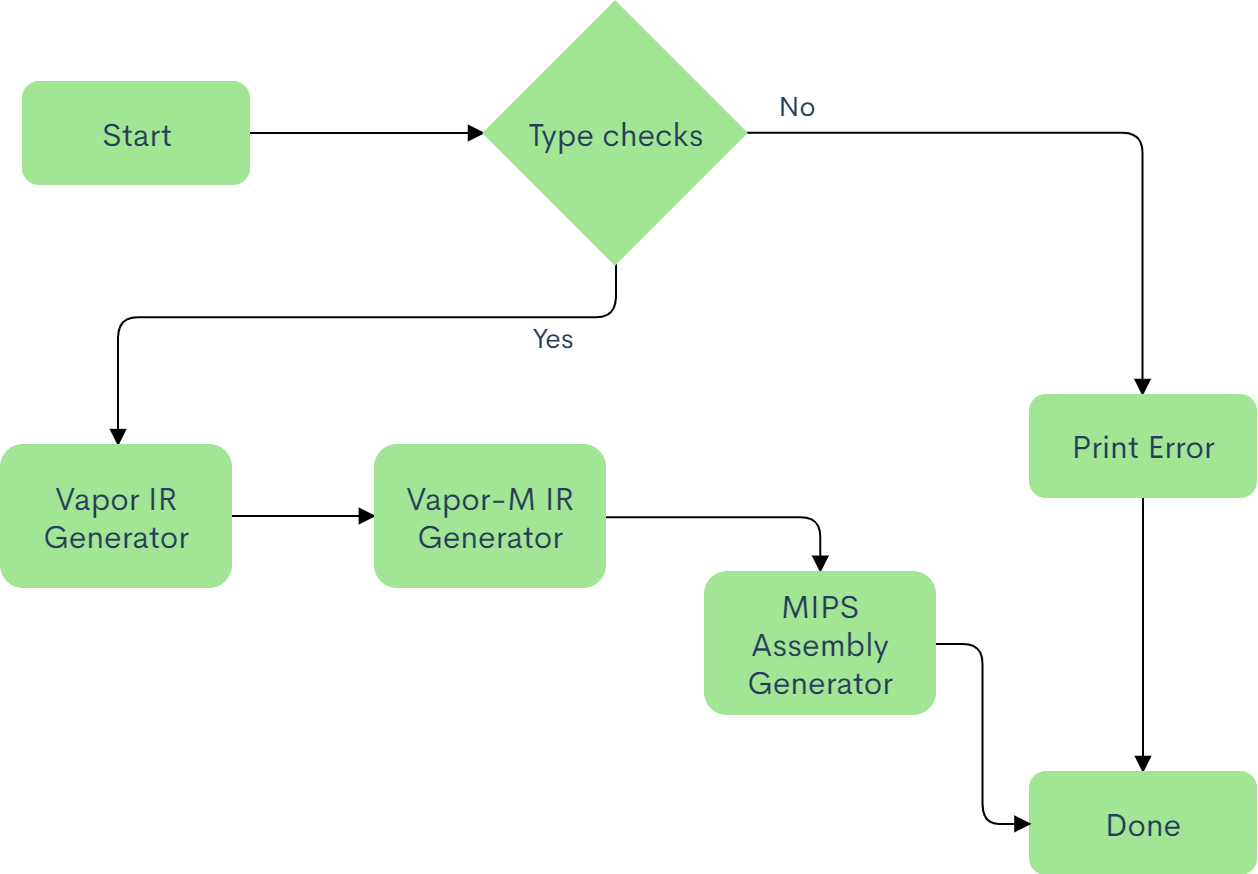 Start
Type checks
No
Yes
Print Error
Vapor IR
Generator
Vapor-M IR
Generator
MIPS
Assembly
Generator
Done